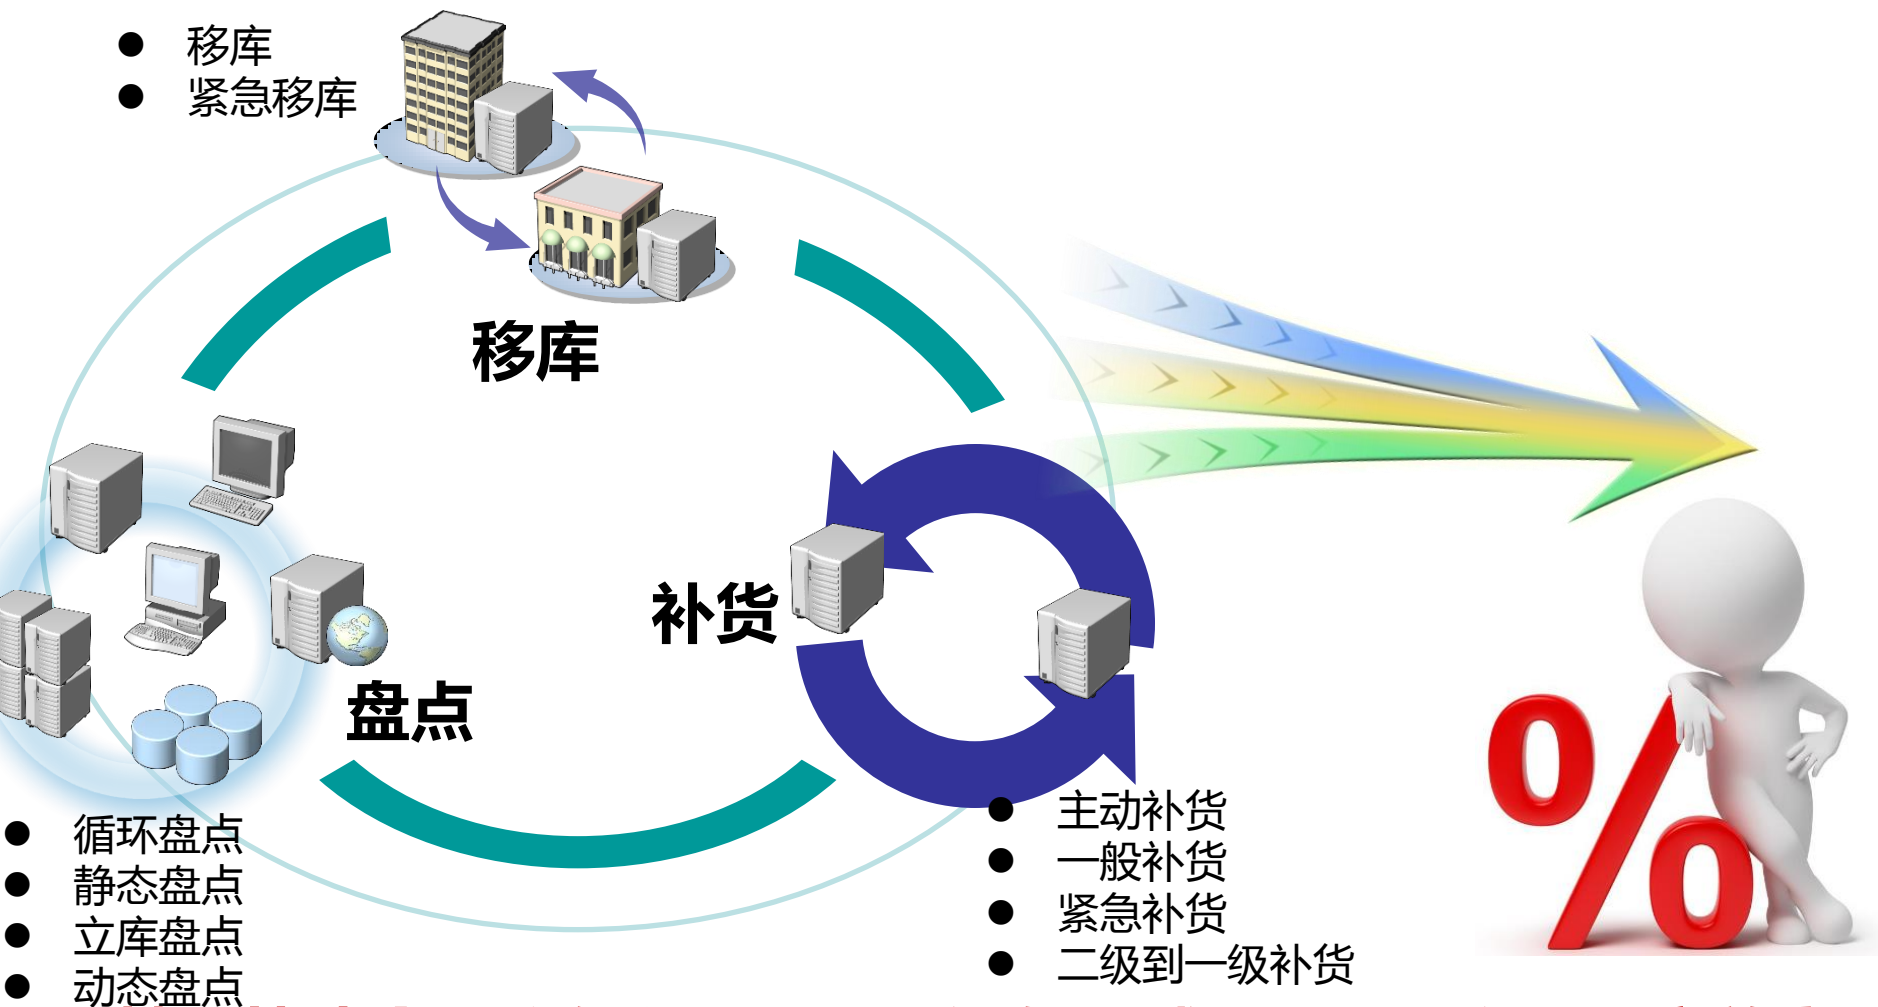 移库
紧急移库
移库
补货
盘点
循环盘点
静态盘点
立库盘点
动态盘点
主动补货
一般补货
紧急补货
二级到一级补货
%